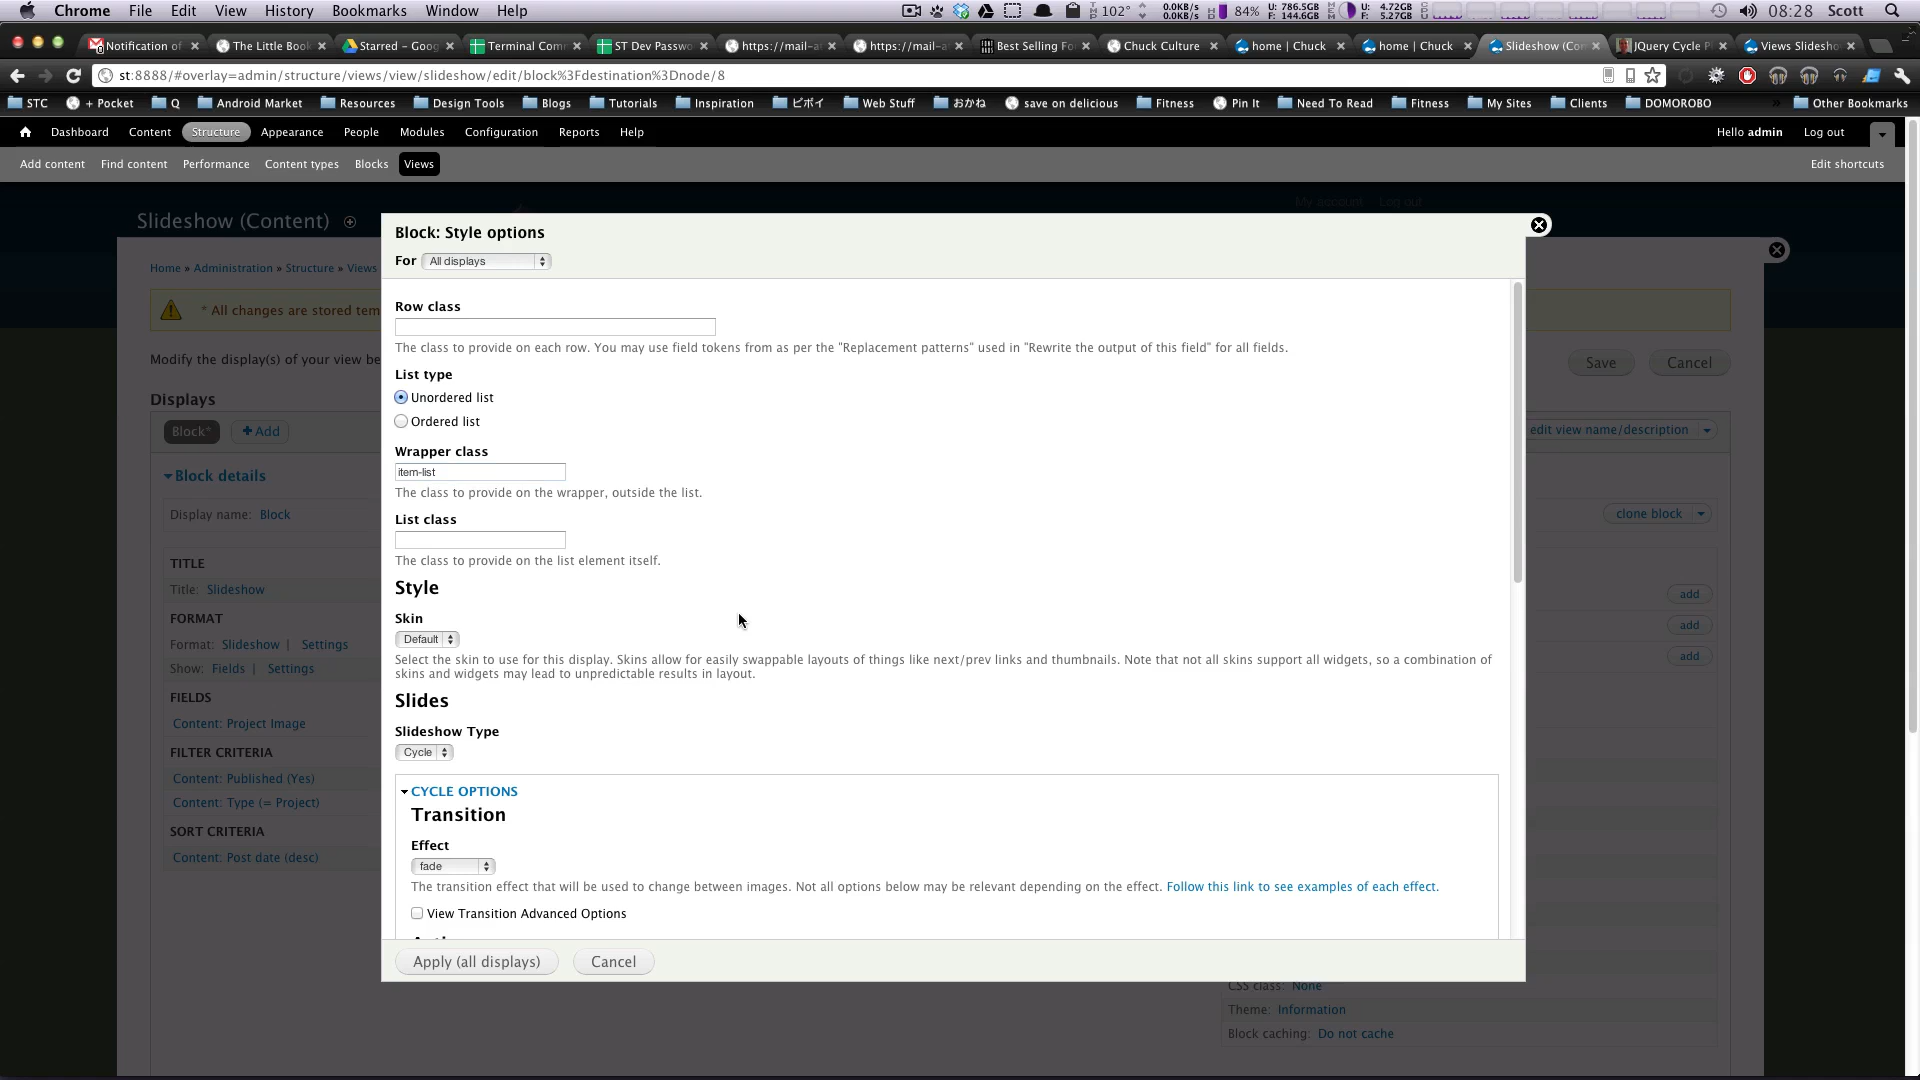 Chrome File Edit View History Bookmarks Window Help 102° 0.0KB/s 0.0KB/s 84% U: 786.5GB F: 144.6GB U: 4.72GB F: 5.27GB 08:28 Scott
Notification of The Little Book Starred – Goog Terminal Com ST Dev Passwo https://mail-a https://mail-a Best Selling Fo Chuck Culture home | Chuck home | Chuck Slideshow (Co JQuery Cycle P Views Slidesho
st:8888/#overlay=admin/structure/views/view/slideshow/edit/block%3Fdestination%3Dnode/8
STC + Pocket Q Android Market Resources Design Tools Blogs Tutorials Inspiration ビボイ Web Stuff おかね save on delicious Fitness Pin It Need To Read Fitness My Sites Clients DOMOROBO » Other Bookmarks
Dashboard Content Structure Appearance People Modules Configuration Reports Help Hello admin Log out
Add content Find content Performance Content types Blocks Views Edit shortcuts
My account Log out
Slideshow (Content)
Block: Style options
For All displays
Home » Administration » Structure » Views
* All changes are stored tem
Modify the display(s) of your view be
Save Cancel
Displays
Block* + Add
edit view name/description
Block details
Display name: Block
clone block
TITLE
Title: Slideshow
add
FORMAT
Format: Slideshow | Settings
add
Show: Fields | Settings
add
FIELDS
Content: Project Image
FILTER CRITERIA
Content: Published (Yes)
Content: Type (= Project)
SORT CRITERIA
Content: Post date (desc)
Row class
The class to provide on each row. You may use field tokens from as per the "Replacement patterns" used in "Rewrite the output of this field" for all fields.
List type
Unordered list
Ordered list
Wrapper class
item-list
The class to provide on the wrapper, outside the list.
List class
The class to provide on the list element itself.
Style
Skin
Default
Select the skin to use for this display. Skins allow for easily swappable layouts of things like next/prev links and thumbnails. Note that not all skins support all widgets, so a combination of
skins and widgets may lead to unpredictable results in layout.
Slides
Slideshow Type
Cycle
CYCLE OPTIONS
Transition
Effect
fade
The transition effect that will be used to change between images. Not all options below may be relevant depending on the effect. Follow this link to see examples of each effect.
View Transition Advanced Options
Apply (all displays) Cancel
CSS class: None
Theme: Information
Block caching: Do not cache